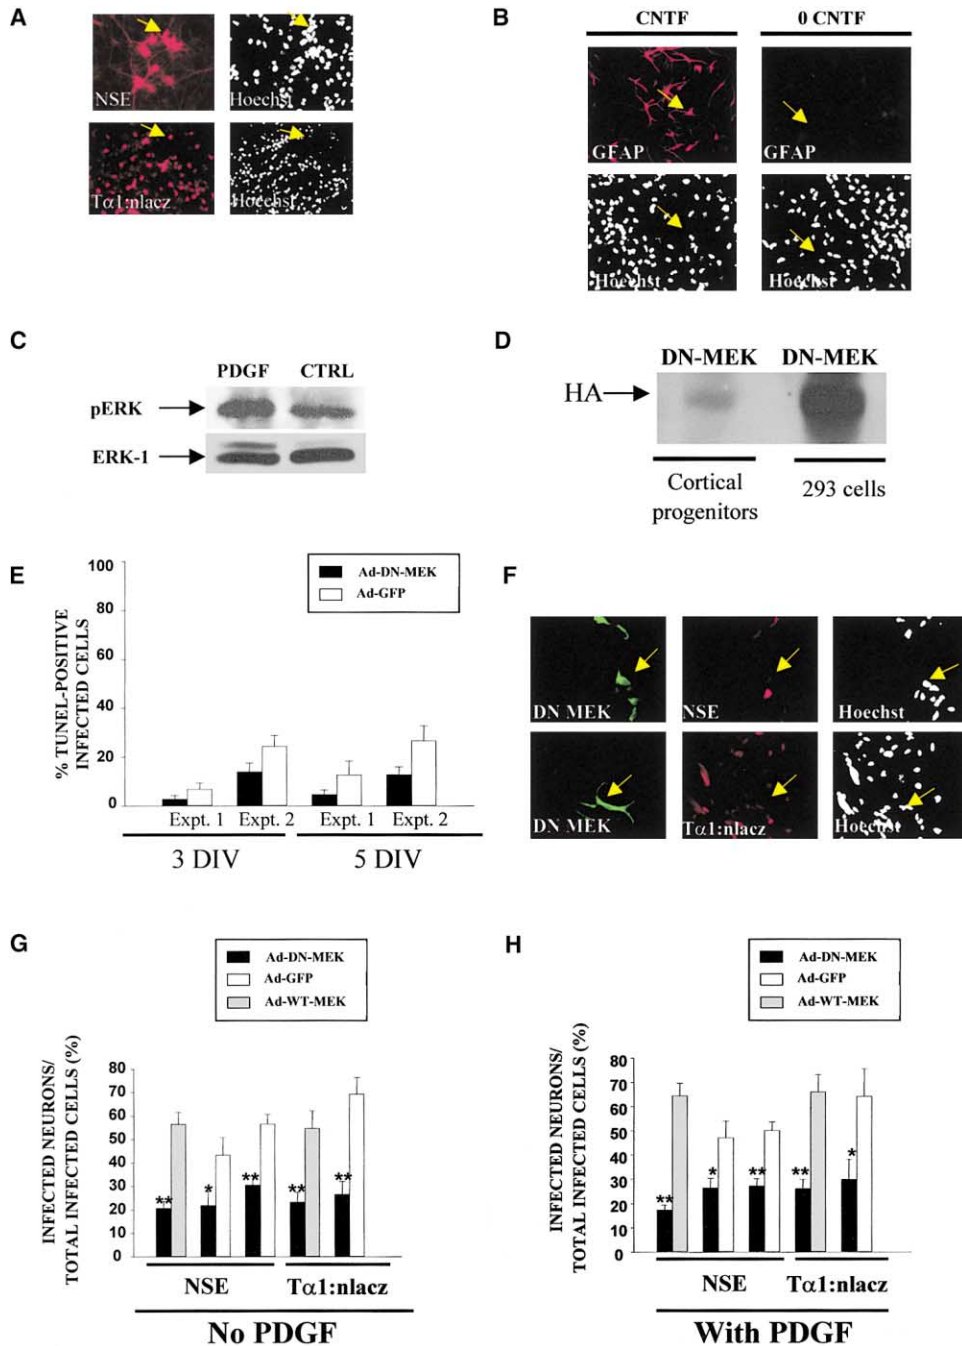 A
NSE
Hoechst
Tα1:nlacz
Hoechst
B
CNTF
0 CNTF
GFAP
GFAP
Hoechst
Hoechst
C
PDGF
CTRL
pERK
ERK-1
D
DN-MEK
DN-MEK
HA
Cortical
progenitors
293 cells
E
% TUNEL-POSITIVE
INFECTED CELLS
100
80
60
40
20
0
Ad-DN-MEK
Ad-GFP
Expt. 1
Expt. 2
Expt. 1
Expt. 2
3 DIV
5 DIV
F
DN MEK
NSE
Hoechst
DN MEK
Tα1:nlacz
Hoechst
G
Ad-DN-MEK
Ad-GFP
Ad-WT-MEK
INFECTED NEURONS/
TOTAL INFECTED CELLS (%)
80
70
60
50
40
30
20
10
0
**
*
**
**
**
NSE
Tα1:nlacz
No PDGF
H
Ad-DN-MEK
Ad-GFP
Ad-WT-MEK
INFECTED NEURONS/
TOTAL INFECTED CELLS (%)
80
70
60
50
40
30
20
10
0
**
*
**
**
*
NSE
Tα1:nlacz
With PDGF